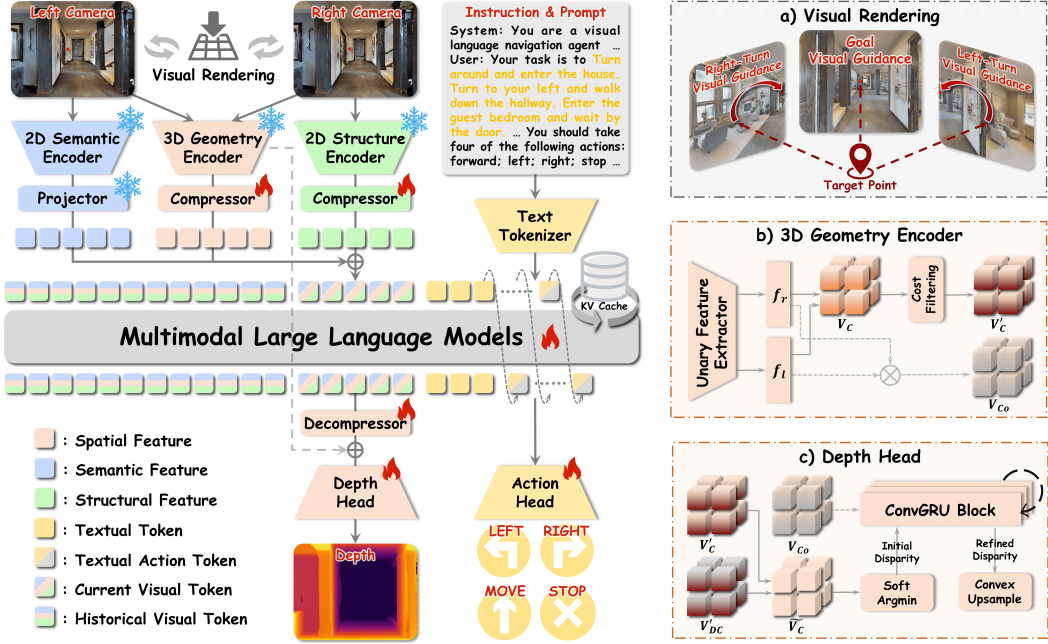 Left Camera
Right Camera
Visual Rendering
Instruction & Prompt
System: You are a visual
language navigation agent …
User: Your task is to Turn
around and enter the house.
Turn to your left and walk
down the hallway. Enter the
guest bedroom and wait by
the door. … You should take
four of the following actions:
forward; left; right; stop …
2D Semantic
Encoder
3D Geometry
Encoder
2D Structure
Encoder
Projector
Compressor
Compressor
Text
Tokenizer
KV Cache
Multimodal Large Language Models
Decompressor
Depth
Head
Action
Head
Depth
LEFT
RIGHT
MOVE
STOP
: Spatial Feature
: Semantic Feature
: Structural Feature
: Textual Token
: Textual Action Token
: Current Visual Token
: Historical Visual Token
a) Visual Rendering
Right-Turn
Visual Guidance
Goal
Visual Guidance
Left-Turn
Visual Guidance
Target Point
b) 3D Geometry Encoder
Unary Feature
Extractor
f_r
f_l
V_C
Cost
Filtering
V'_C
V_Co
c) Depth Head
V'_C
V_Co
ConvGRU Block
Initial
Disparity
Refined
Disparity
V'_DC
Ṽ_C
Soft
Argmin
Convex
Upsample